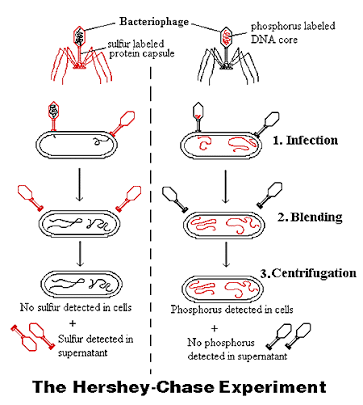 Bacteriophage
sulfur labeled
protein capsule
phosphorus labeled
DNA core
1. Infection
2. Blending
3. Centrifugation
No sulfur detected in cells
+
Sulfur detected in
supernatant
Phosphorus detected in cells
+
No phosphorus
detected in supernatant
The Hershey-Chase Experiment